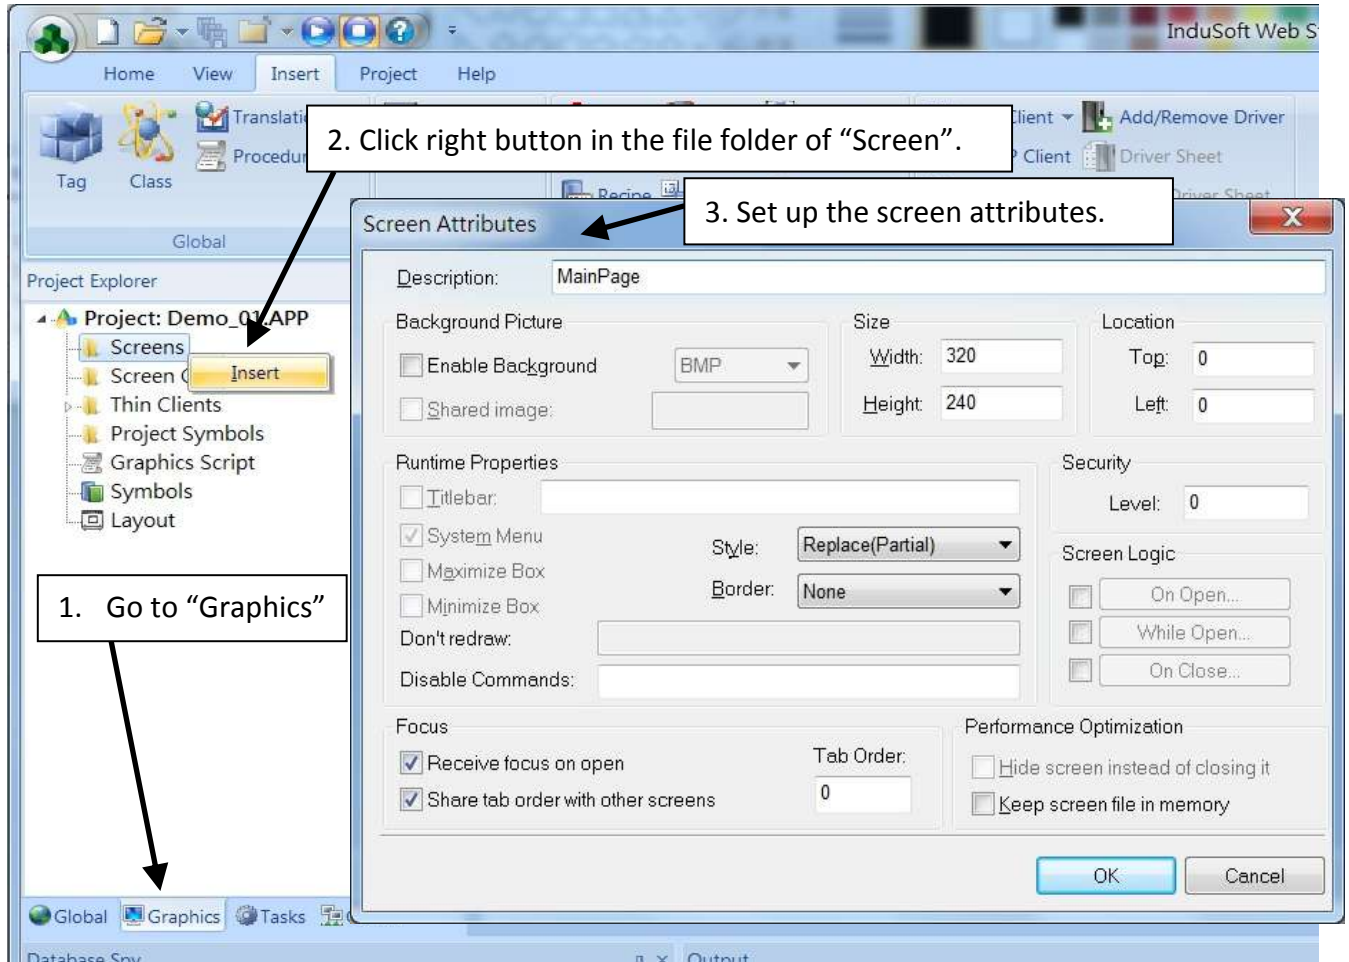 InduSoft Web S
Home View Insert Project Help
2. Click right button in the file folder of “Screen”.
Client Add/Remove Driver
Client Driver Sheet
Driver Sheet
Tag Class
Recipe
Global
3. Set up the screen attributes.
Project Explorer
Project: Demo_01.APP
Screens
Insert
Screen
Thin Clients
Project Symbols
Graphics Script
Symbols
Layout
1. Go to “Graphics”
Global Graphics Tasks
Screen Attributes
Description: MainPage
Background Picture
Enable Background BMP
Shared image:
Size
Width: 320
Height: 240
Location
Top: 0
Left: 0
Runtime Properties
Titlebar:
System Menu
Maximize Box
Minimize Box
Style: Replace(Partial)
Border: None
Don't redraw:
Disable Commands:
Security
Level: 0
Screen Logic
On Open...
While Open...
On Close...
Focus
Receive focus on open
Share tab order with other screens
Tab Order:
0
Performance Optimization
Hide screen instead of closing it
Keep screen file in memory
OK Cancel
Database Spy
Output